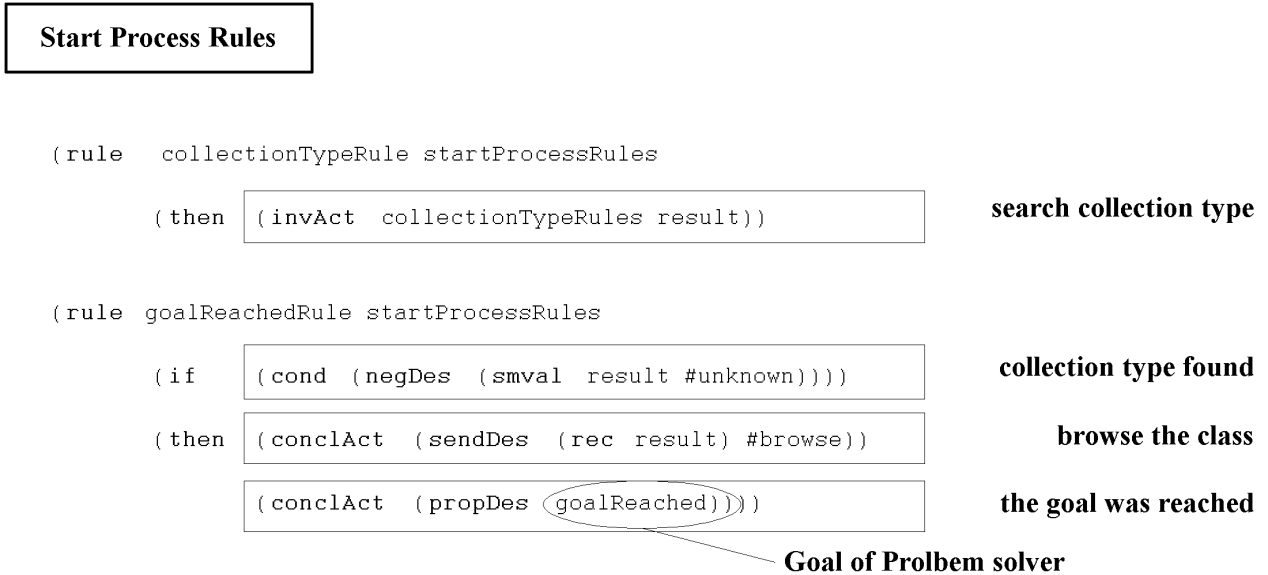 Start Process Rules
(rule collectionTypeRule startProcessRules
(then (invAct collectionTypeRules result)) search collection type
(rule goalReachedRule startProcessRules
(if (cond (negDes (smval result #unknown)))) collection type found
(then (conclAct (sendDes (rec result) #browse)) browse the class
(conclAct (propDes goalReached)))) the goal was reached
Goal of Prolbem solver